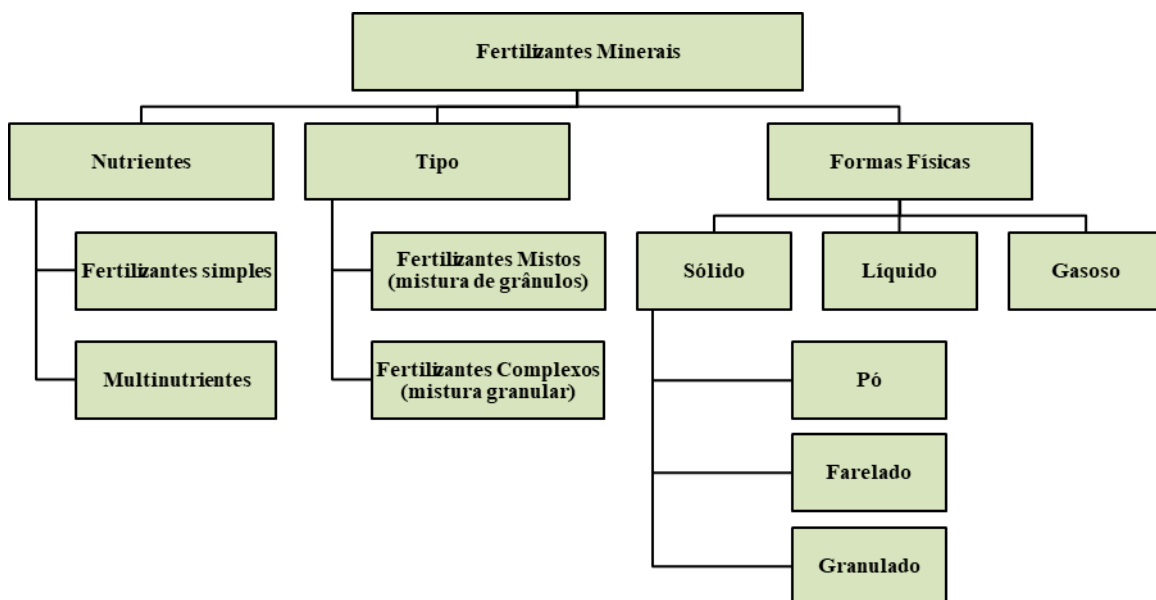 Fertilizantes Minerais
Nutrientes
Tipo
Formas Físicas
Fertilizantes simples
Fertilizantes Mistos
(mistura de grânulos)
Sólido
Líquido
Gasoso
Multinutrientes
Fertilizantes Complexos
(mistura granular)
Pó
Farelado
Granulado